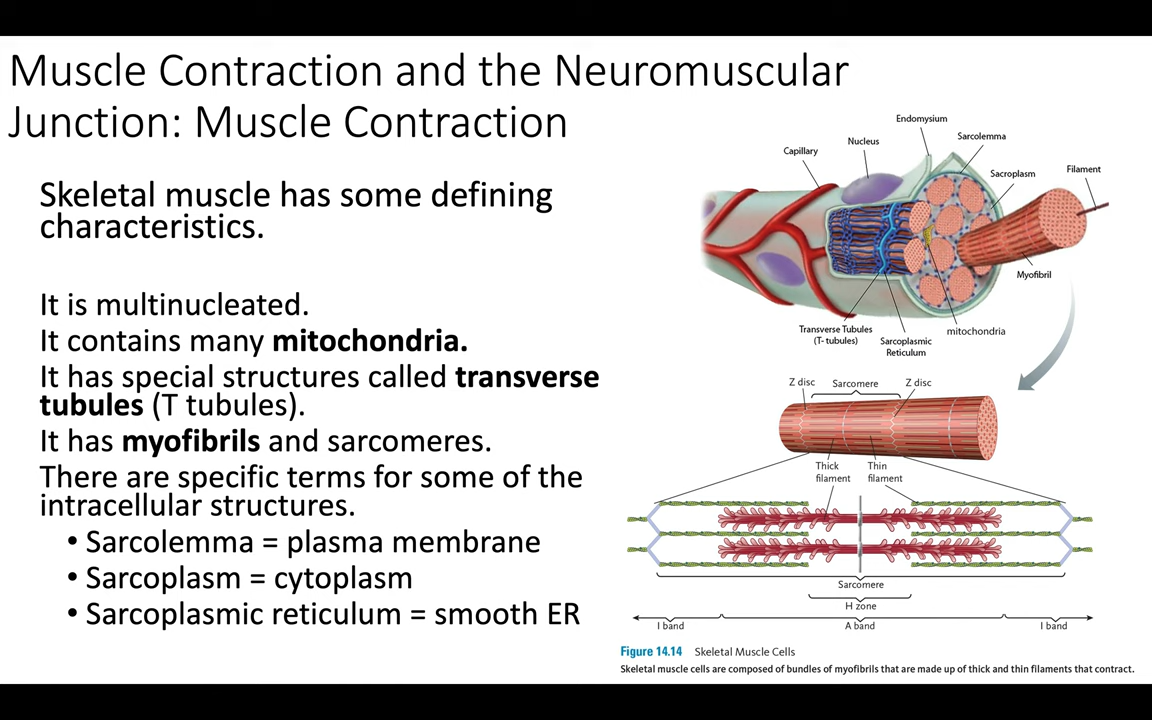 Muscle Contraction and the Neuromuscular
Junction: Muscle Contraction
Skeletal muscle has some defining
characteristics.
It is multinucleated.
It contains many mitochondria.
It has special structures called transverse
tubules (T tubules).
It has myofibrils and sarcomeres.
There are specific terms for some of the
intracellular structures.
• Sarcolemma = plasma membrane
• Sarcoplasm = cytoplasm
• Sarcoplasmic reticulum = smooth ER
Endomysium
Sarcolemma
Nucleus
Capillary
Sacroplasm
Filament
Myofibril
Transverse Tubules
(T- tubules)
Sarcoplasmic
Reticulum
mitochondria
Z disc
Sarcomere
Z disc
Thick
filament
Thin
filament
Sarcomere
H zone
I band
A band
I band
Figure 14.14 Skeletal Muscle Cells
Skeletal muscle cells are composed of bundles of myofibrils that are made up of thick and thin filaments that contract.